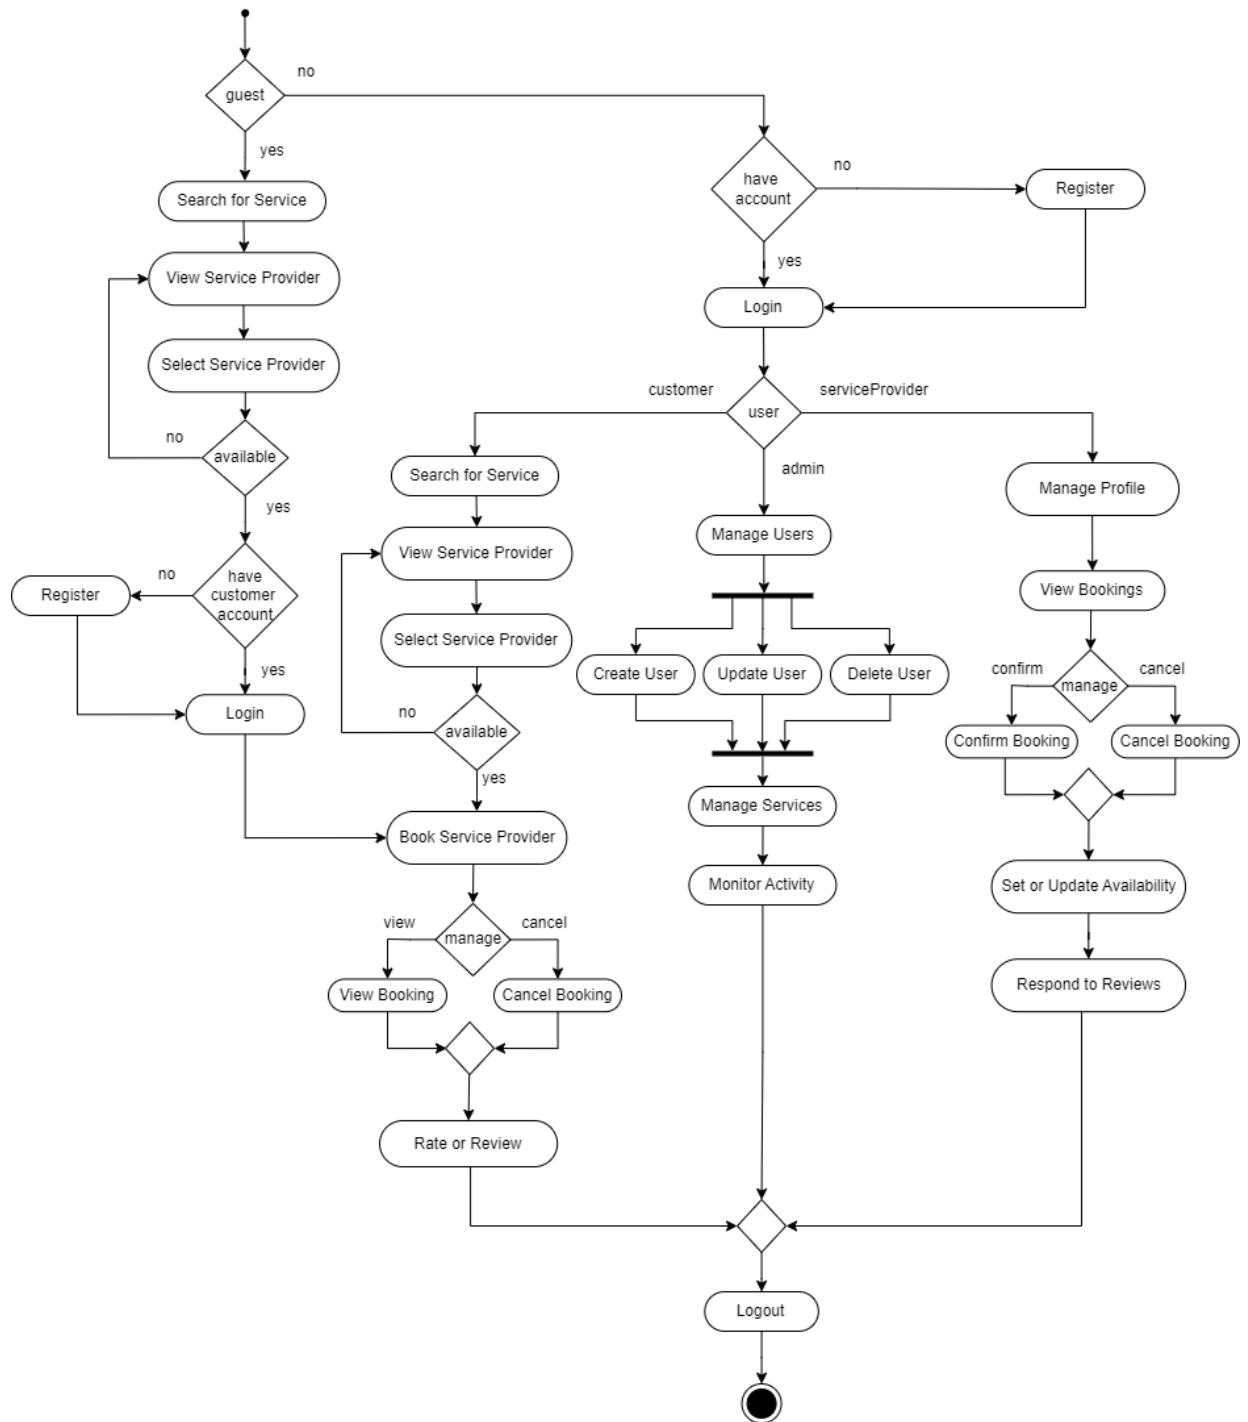 no
guest
yes
Search for Service
View Service Provider
Select Service Provider
no
available
yes
no
have
customer
account
Register
yes
Login
have
account
no
Register
yes
Login
customer
user
serviceProvider
admin
Search for Service
View Service Provider
Select Service Provider
no
available
yes
Book Service Provider
view
manage
cancel
View Booking
Cancel Booking
Rate or Review
Manage Users
Create User
Update User
Delete User
Manage Services
Monitor Activity
Manage Profile
View Bookings
confirm
manage
cancel
Confirm Booking
Cancel Booking
Set or Update Availability
Respond to Reviews
Logout